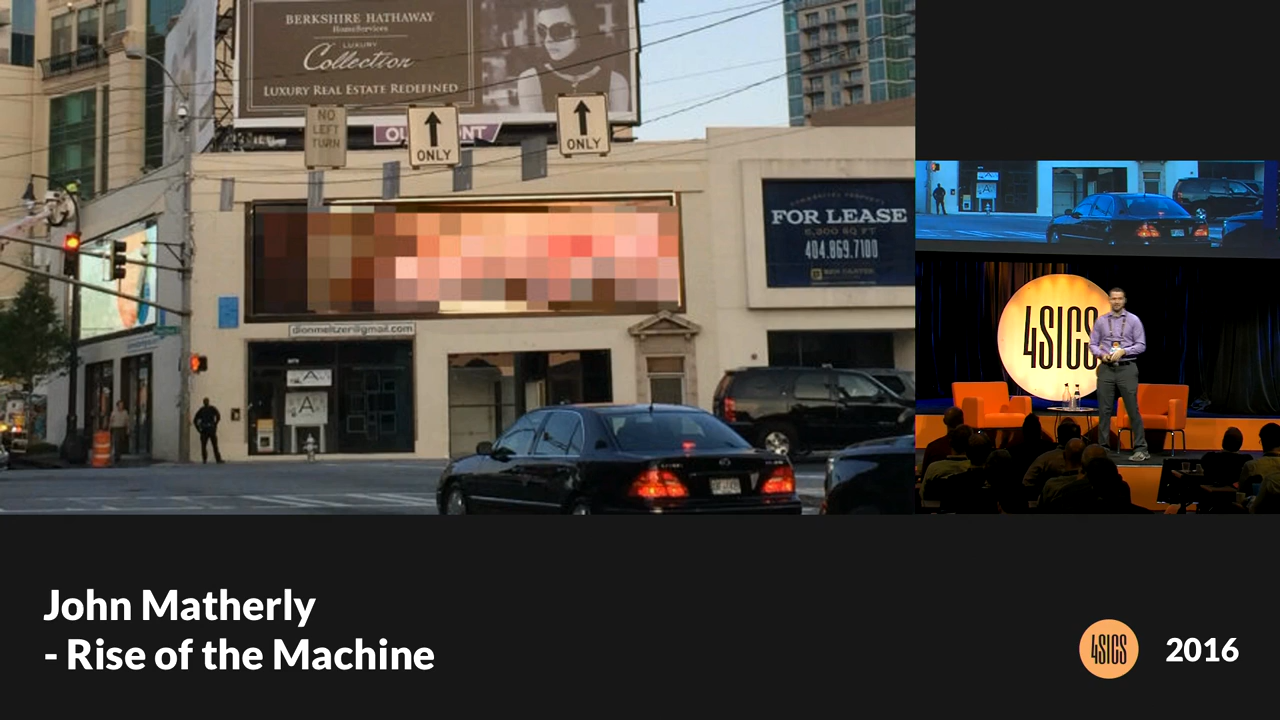 BERKSHIRE HATHAWAY
HomeServices
LUXURY
Collection
LUXURY REAL ESTATE REDEFINED
NO
LEFT
TURN
ONLY
ONLY
FOR LEASE
404.869.7100
dionmeltzer@gmail.com
A
A
4SICS
John Matherly
- Rise of the Machine
4SICS
2016